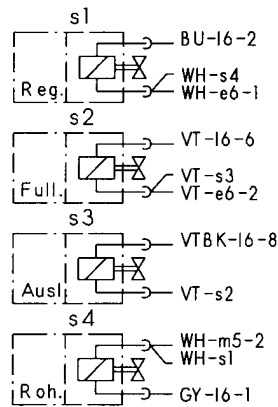 s1
BU-16-2
WH-s4
Reg.
WH-e6-1
s2
VT-16-6
VT-s3
Full.
VT-e6-2
s3
VTBK-16-8
Ausl.
VT-s2
s4
WH-m5-2
WH-s1
Roh.
GY-16-1